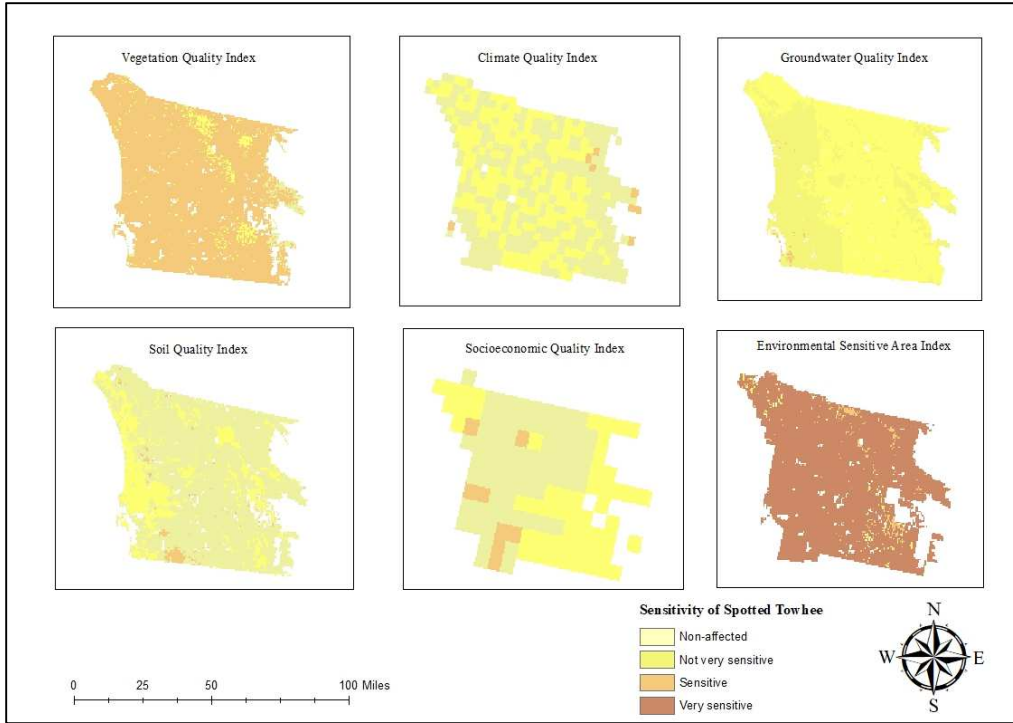 Vegetation Quality Index
Climate Quality Index
Groundwater Quality Index
Soil Quality Index
Socioeconomic Quality Index
Environmental Sensitive Area Index
Sensitivity of Spotted Towhee
Non-affected
Not very sensitive
Sensitive
Very sensitive
N
W E
S
0 25 50 100 Miles